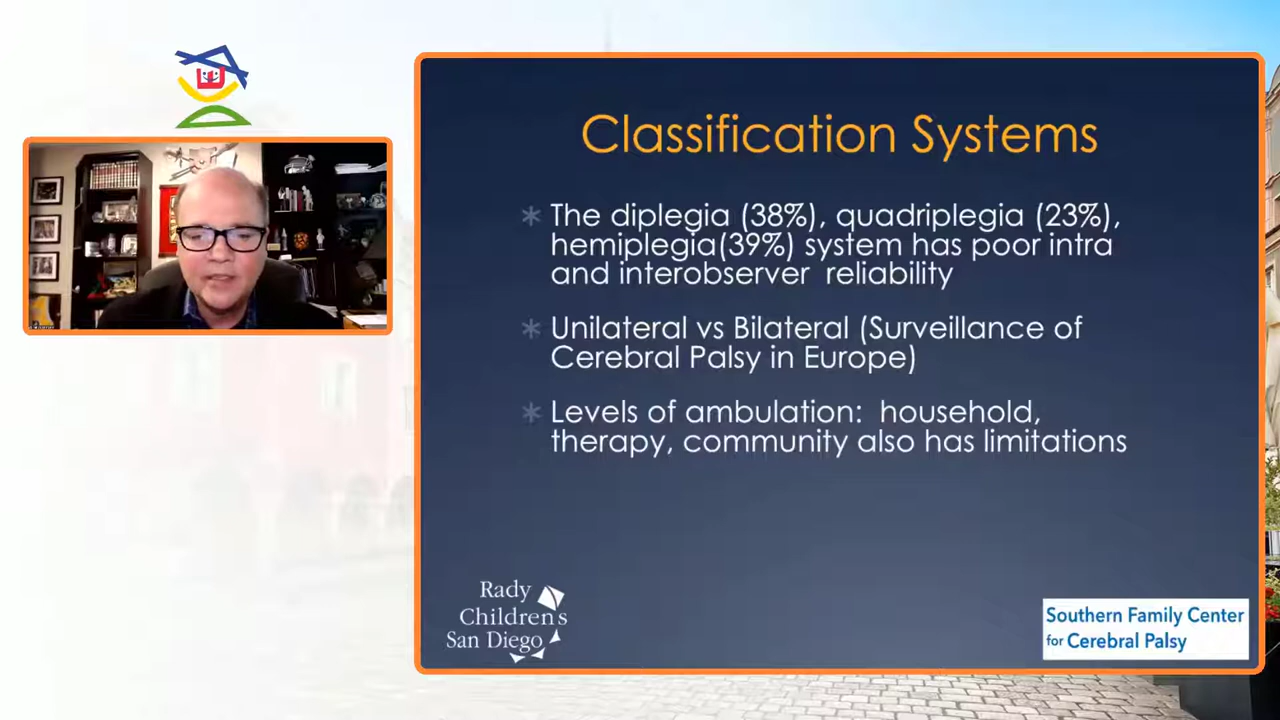 Classification Systems
* The diplegia (38%), quadriplegia (23%),
hemiplegia(39%) system has poor intra
and interobserver reliability
* Unilateral vs Bilateral (Surveillance of
Cerebral Palsy in Europe)
* Levels of ambulation: household,
therapy, community also has limitations
Rady
Children's
San Diego
Southern Family Center
for Cerebral Palsy